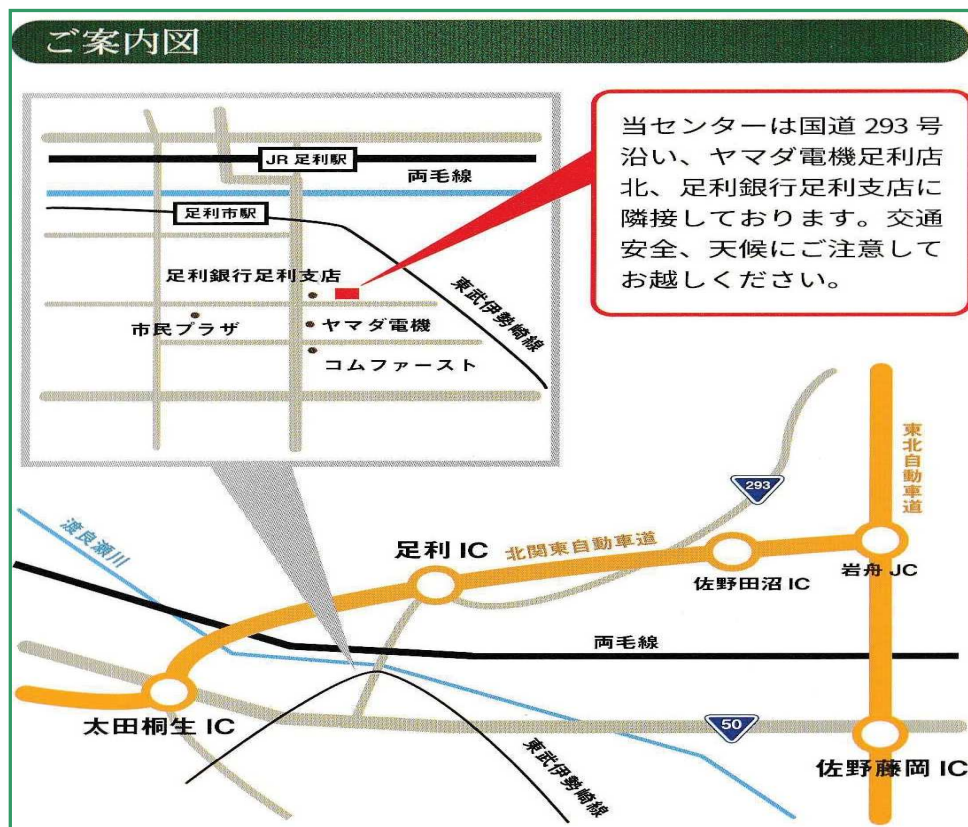 ご案内図
JR 足利駅
両毛線
足利市駅
足利銀行足利支店
東武伊勢崎線
市民プラザ
ヤマダ電機
コムファースト
当センターは国道 293 号
沿い、ヤマダ電機足利店
北、足利銀行足利支店に
隣接しております。交通
安全、天候にご注意して
お越しください。
東北自動車道
293
渡良瀬川
足利 IC
北関東自動車道
佐野田沼 IC
岩舟 JC
両毛線
太田桐生 IC
50
東武伊勢崎線
佐野藤岡 IC